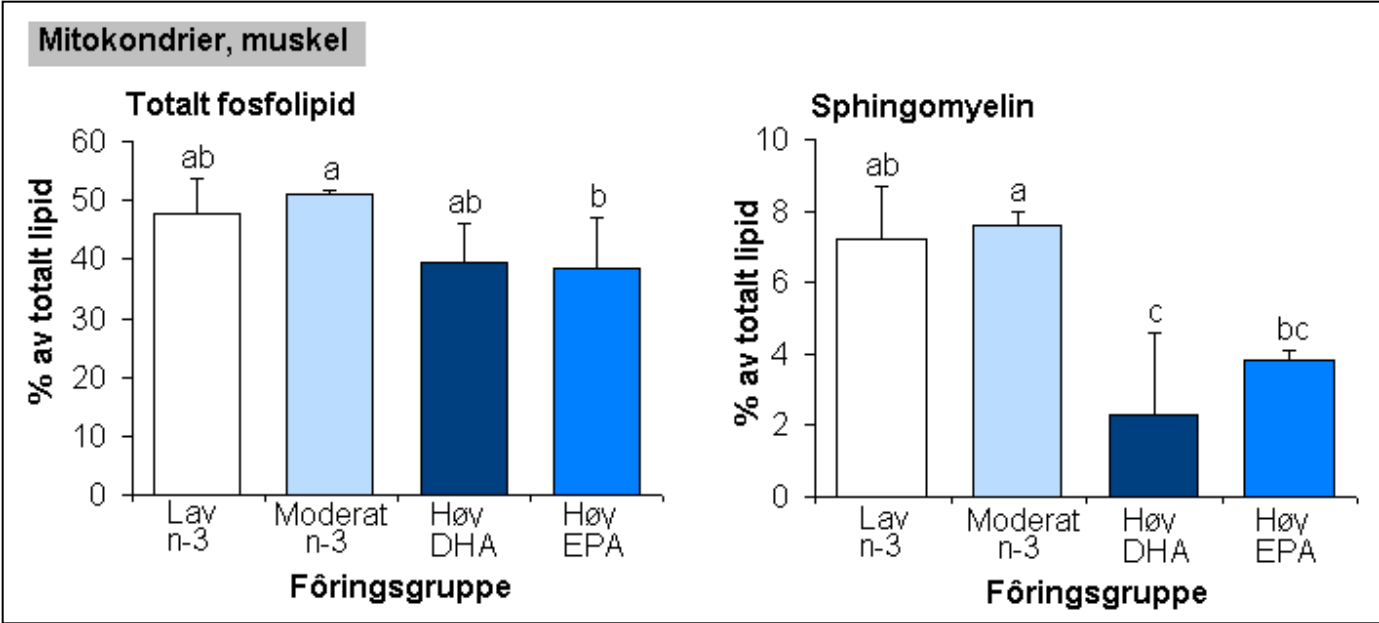 Mitokondrier, muskel
Totalt fosfolipid
% av totalt lipid
60
50
40
30
20
10
0
ab
a
ab
b
Lav
n-3
Moderat
n-3
Høy
DHA
Høy
EPA
Fôringsgruppe
Sphingomyelin
% av totalt lipid
10
8
6
4
2
0
ab
a
c
bc
Lav
n-3
Moderat
n-3
Høy
DHA
Høy
EPA
Fôringsgruppe